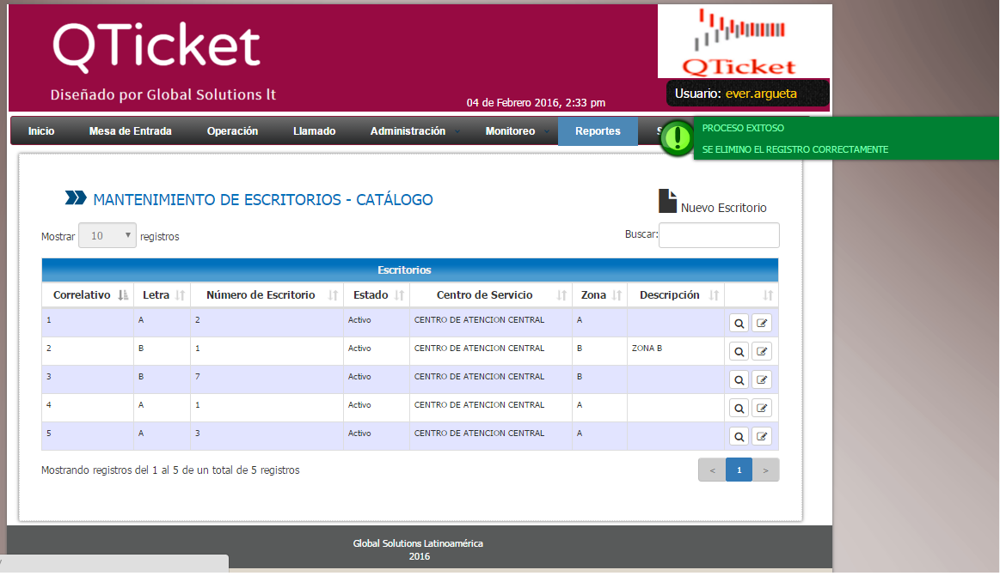 QTicket
Diseñado por Global Solutions lt
04 de Febrero 2016, 2:33 pm
QTicket
Usuario: ever.argueta
Inicio Mesa de Entrada Operación Llamado Administración Monitoreo Reportes
PROCESO EXITOSO
SE ELIMINO EL REGISTRO CORRECTAMENTE
MANTENIMIENTO DE ESCRITORIOS - CATÁLOGO
Nuevo Escritorio
Mostrar 10 registros
Buscar:
Escritorios
Correlativo Letra Número de Escritorio Estado Centro de Servicio Zona Descripción
1 A 2 Activo CENTRO DE ATENCION CENTRAL A
2 B 1 Activo CENTRO DE ATENCION CENTRAL B ZONA B
3 B 7 Activo CENTRO DE ATENCION CENTRAL B
4 A 1 Activo CENTRO DE ATENCION CENTRAL A
5 A 3 Activo CENTRO DE ATENCION CENTRAL A
Mostrando registros del 1 al 5 de un total de 5 registros
< 1 >
Global Solutions Latinoamérica
2016